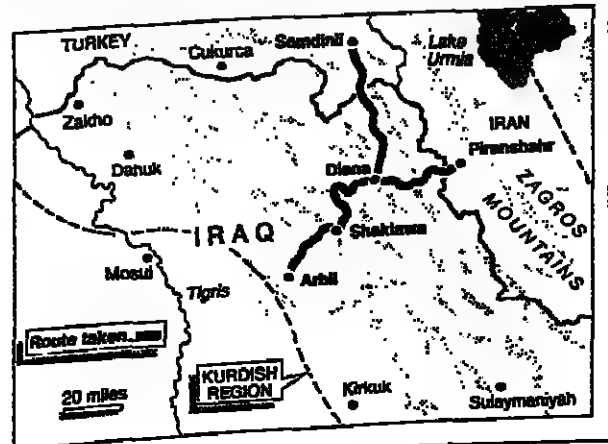 TURKEY
Cukurca
Semdinli
Lake
Urmia
Zakho
IRAN
Piranshahr
Dahuk
Diana
ZAGROS
MOUNTAINS
IRAQ
Shaklawa
Mosul
Tigris
Arbil
Route taken
20 miles
KURDISH
REGION
Kirkuk
Sulaymaniyah